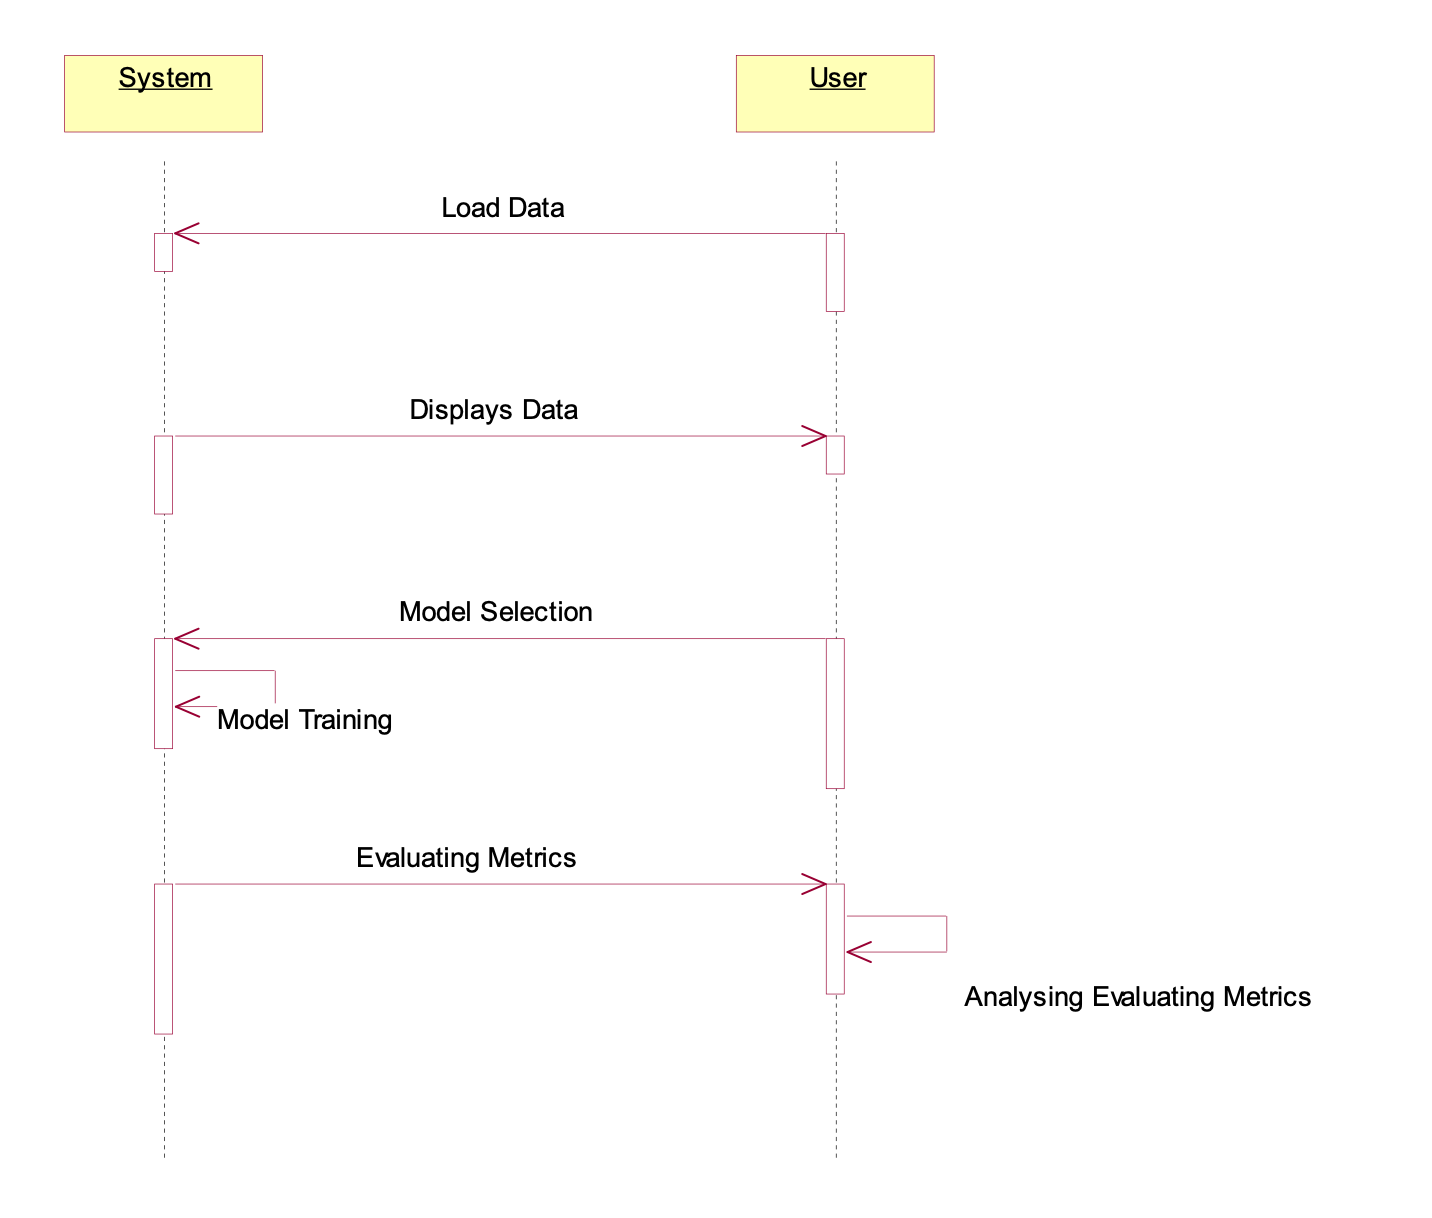 System
User
Load Data
Displays Data
Model Selection
Model Training
Evaluating Metrics
Analysing Evaluating Metrics